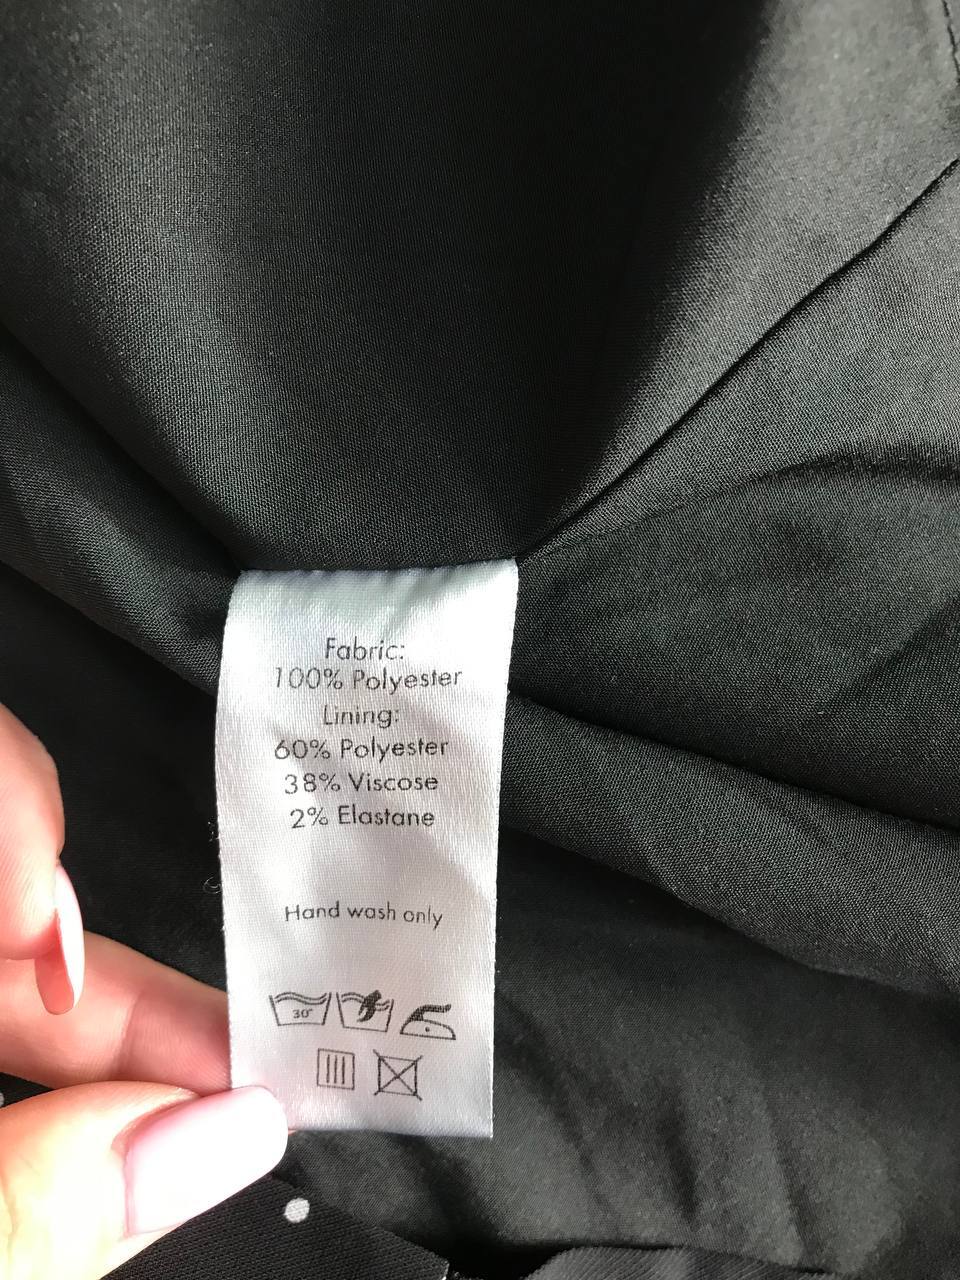 Fabric:
100% Polyester
Lining:
60% Polyester
38% Viscose
2% Elastane
Hand wash only
30°